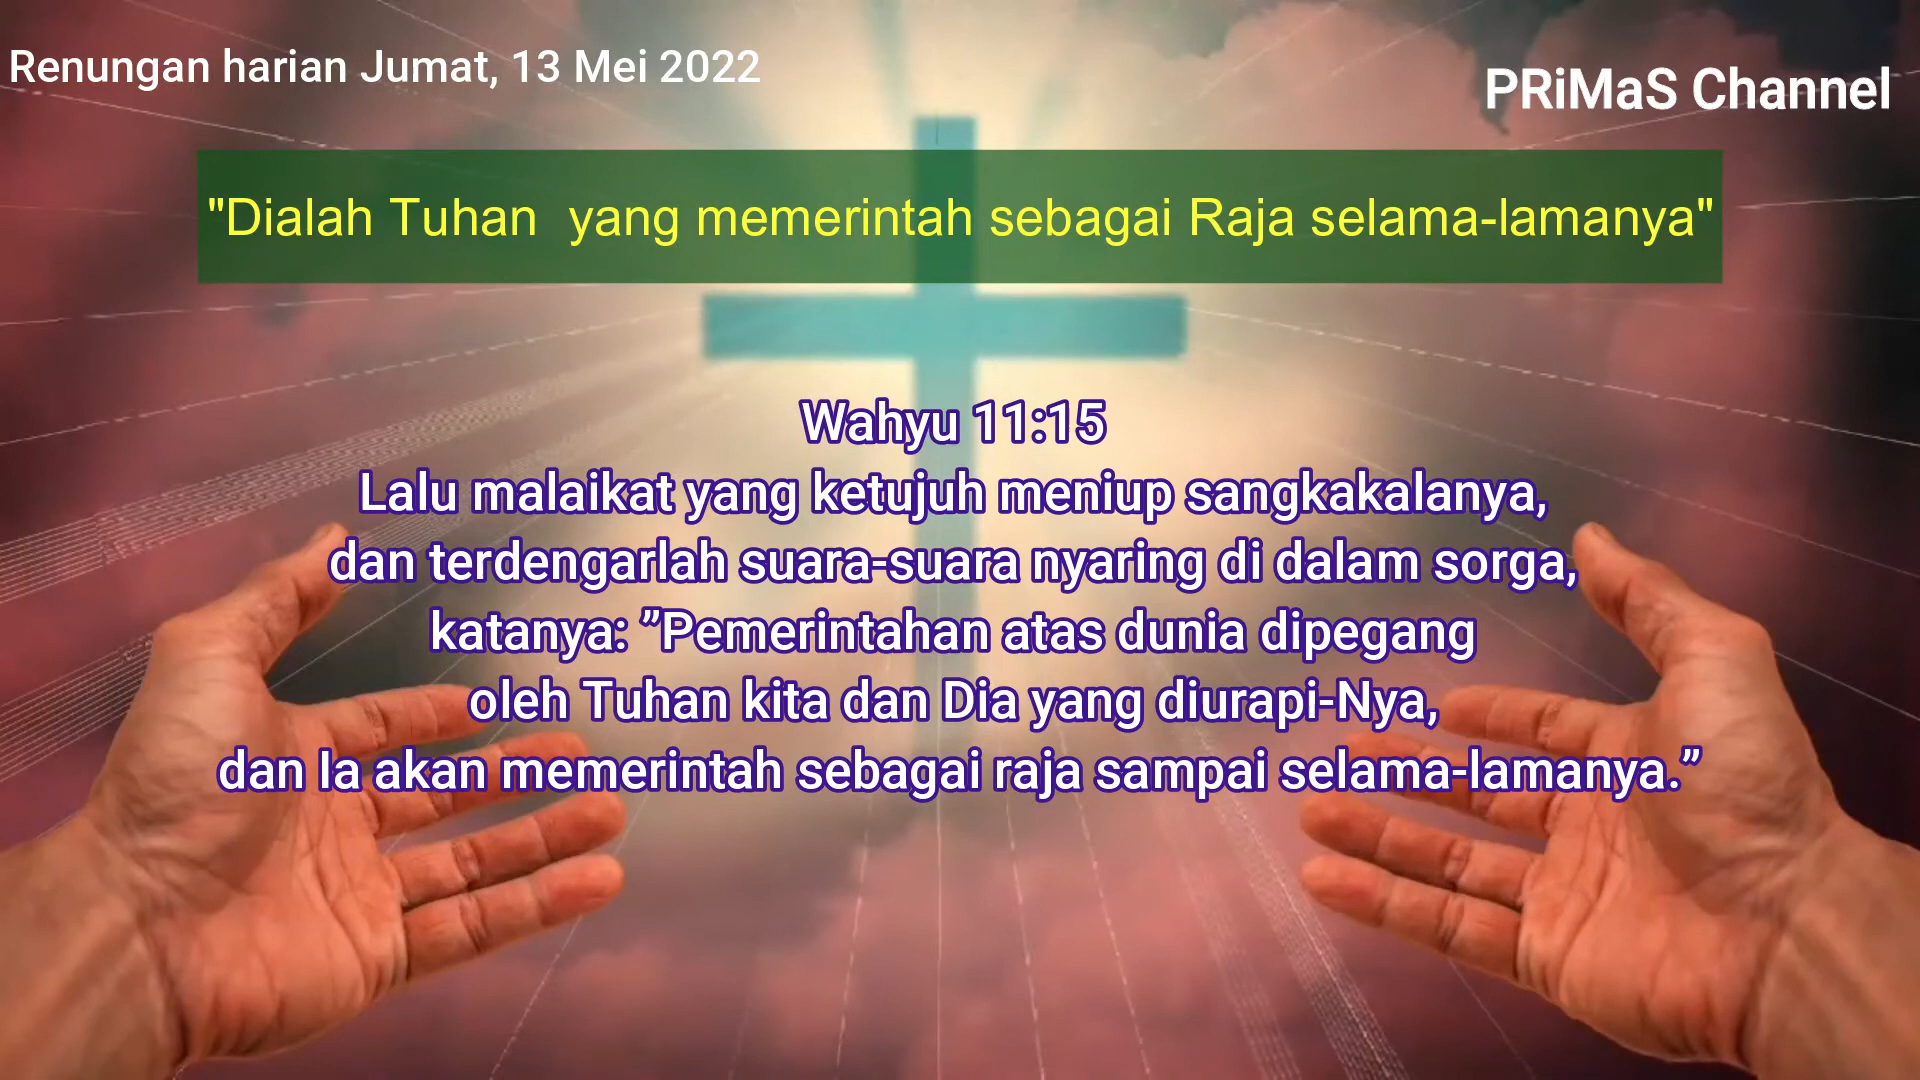 Renungan harian Jumat, 13 Mei 2022
PRiMaS Channel
"Dialah Tuhan  yang memerintah sebagai Raja selama-lamanya"
Wahyu 11:15
Lalu malaikat yang ketujuh meniup sangkakalanya,
dan terdengarlah suara-suara nyaring di dalam sorga,
katanya: ”Pemerintahan atas dunia dipegang
oleh Tuhan kita dan Dia yang diurapi-Nya,
dan Ia akan memerintah sebagai raja sampai selama-lamanya.”